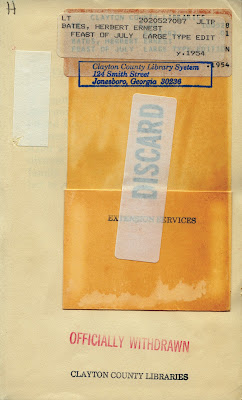 H
LT 2020527087 JLTP
BATES, HERBERT ERNEST
FEAST OF JULY LARGE TYPE EDIT
y.1954
.1954
Clayton County Library System
124 Smith Street
Jonesboro, Georgia 30236
DISCARD
EXTENSION SERVICES
OFFICIALLY WITHDRAWN
CLAYTON COUNTY LIBRARIES